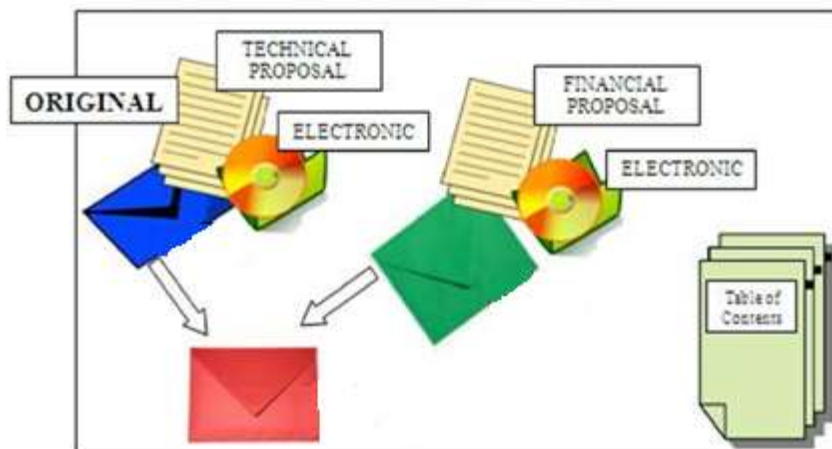 TECHNICAL
PROPOSAL
ORIGINAL
ELECTRONIC
FINANCIAL
PROPOSAL
ELECTRONIC
Table of
Contents